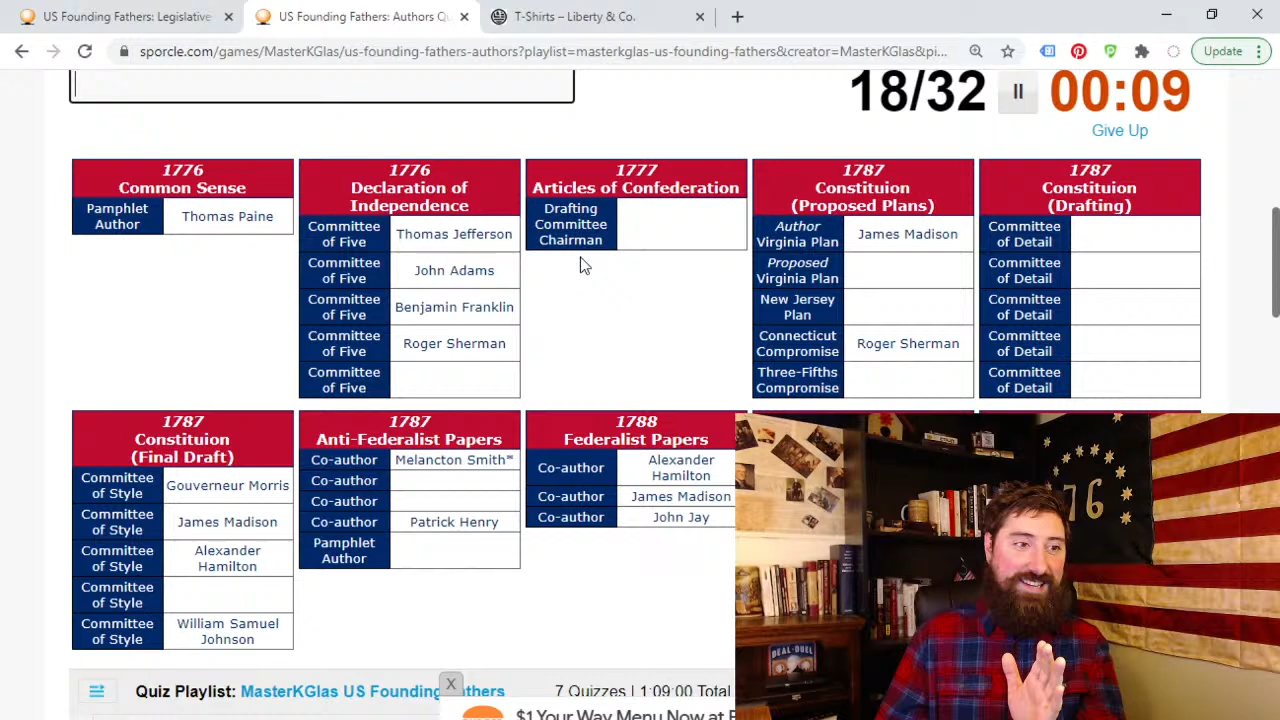 US Founding Fathers: Legislative
US Founding Fathers: Authors Qu
T-Shirts – Liberty & Co.
sporcle.com/games/MasterKGlas/us-founding-fathers-authors?playlist=masterkglas-us-founding-fathers&creator=MasterKGlas&pi...
Update
18/32
00:09
Give Up
1776
Common Sense
Pamphlet
Author
Thomas Paine
1776
Declaration of
Independence
Committee
of Five
Thomas Jefferson
Committee
of Five
John Adams
Committee
of Five
Benjamin Franklin
Committee
of Five
Roger Sherman
Committee
of Five
1777
Articles of Confederation
Drafting
Committee
Chairman
1787
Constituion
(Proposed Plans)
Author
Virginia Plan
James Madison
Proposed
Virginia Plan
New Jersey
Plan
Connecticut
Compromise
Roger Sherman
Three-Fifths
Compromise
1787
Constituion
(Drafting)
Committee
of Detail
Committee
of Detail
Committee
of Detail
Committee
of Detail
Committee
of Detail
1787
Constituion
(Final Draft)
Committee
of Style
Gouverneur Morris
Committee
of Style
James Madison
Committee
of Style
Alexander
Hamilton
Committee
of Style
Committee
of Style
William Samuel
Johnson
1787
Anti-Federalist Papers
Co-author
Melancton Smith*
Co-author
Co-author
Co-author
Patrick Henry
Pamphlet
Author
1788
Federalist Papers
Co-author
Alexander
Hamilton
Co-author
James Madison
Co-author
John Jay
76
DEAL-DUEL
Quiz Playlist: MasterKGlas US Founding Fathers
7 Quizzes | 1:09:00 Total
X
$1 Your Way Menu Now at